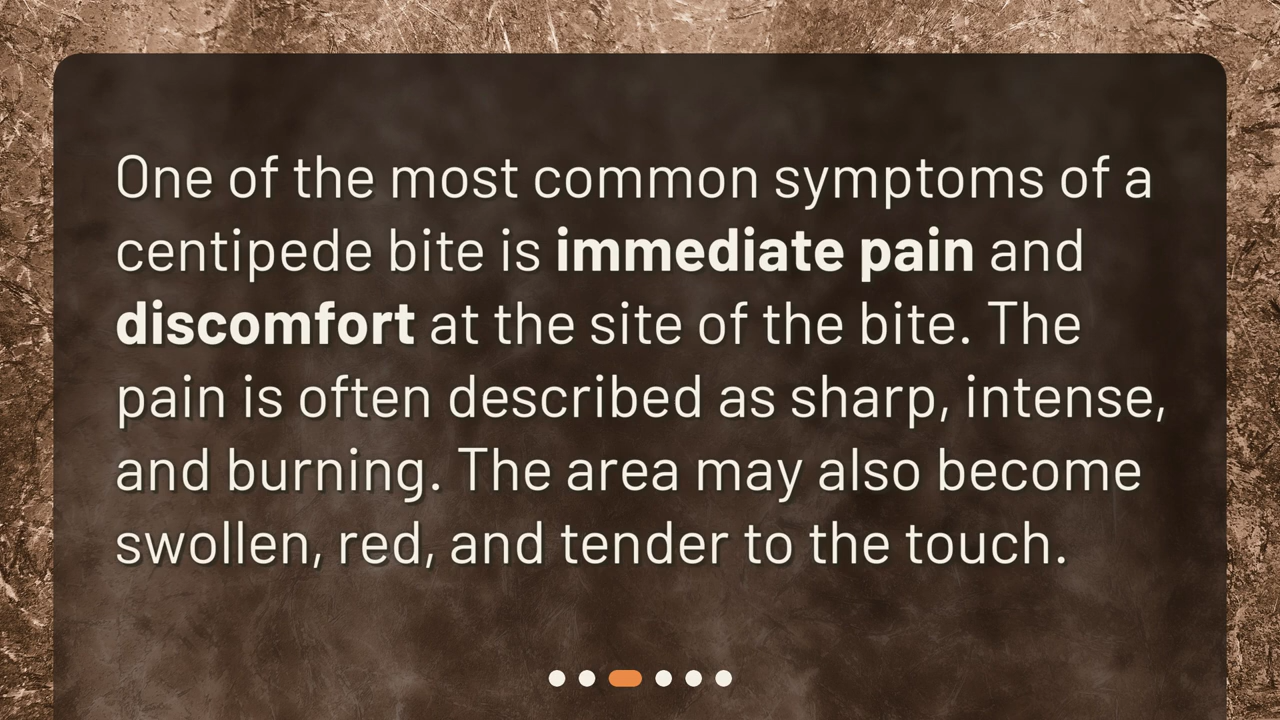 One of the most common symptoms of a
centipede bite is immediate pain and
discomfort at the site of the bite. The
pain is often described as sharp, intense,
and burning. The area may also become
swollen, red, and tender to the touch.